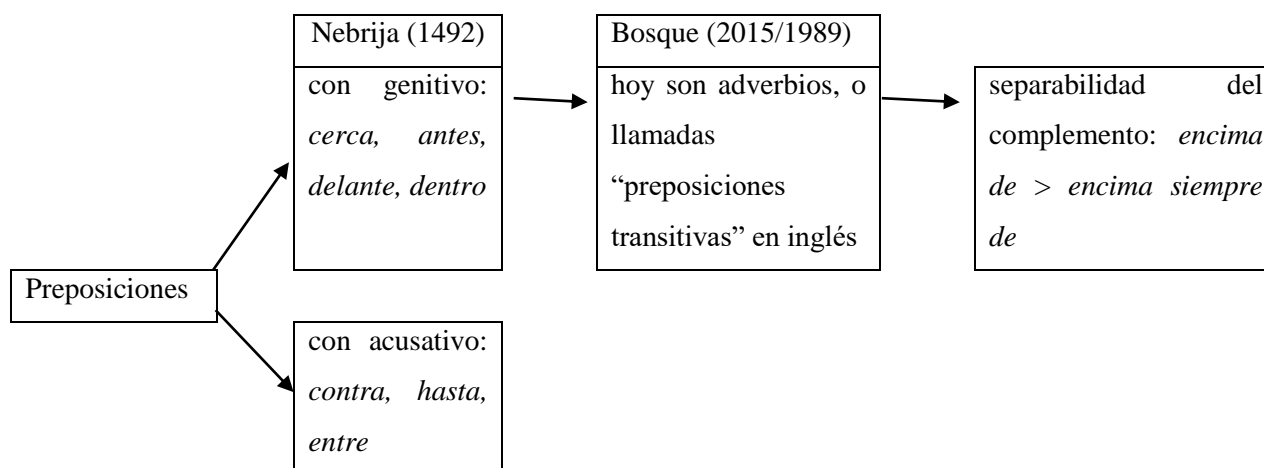 Nebrija (1492)
con genitivo:
cerca, antes,
delante, dentro
Bosque (2015/1989)
hoy son adverbios, o
llamadas
“preposiciones
transitivas” en inglés
separabilidad del
complemento: encima
de > encima siempre
de
Preposiciones
con acusativo:
contra, hasta,
entre